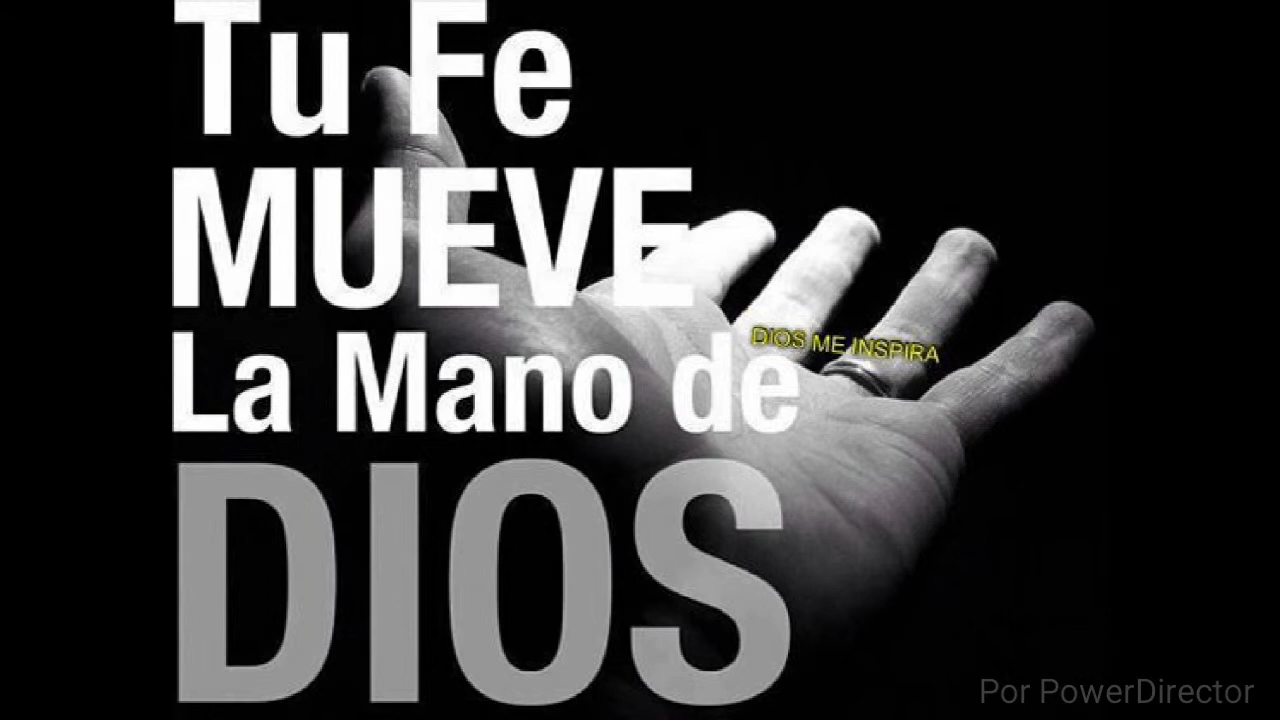 Tu Fe
MUEVE
La Mano de
DIOS
DIOS ME INSPIRA
Por PowerDirector